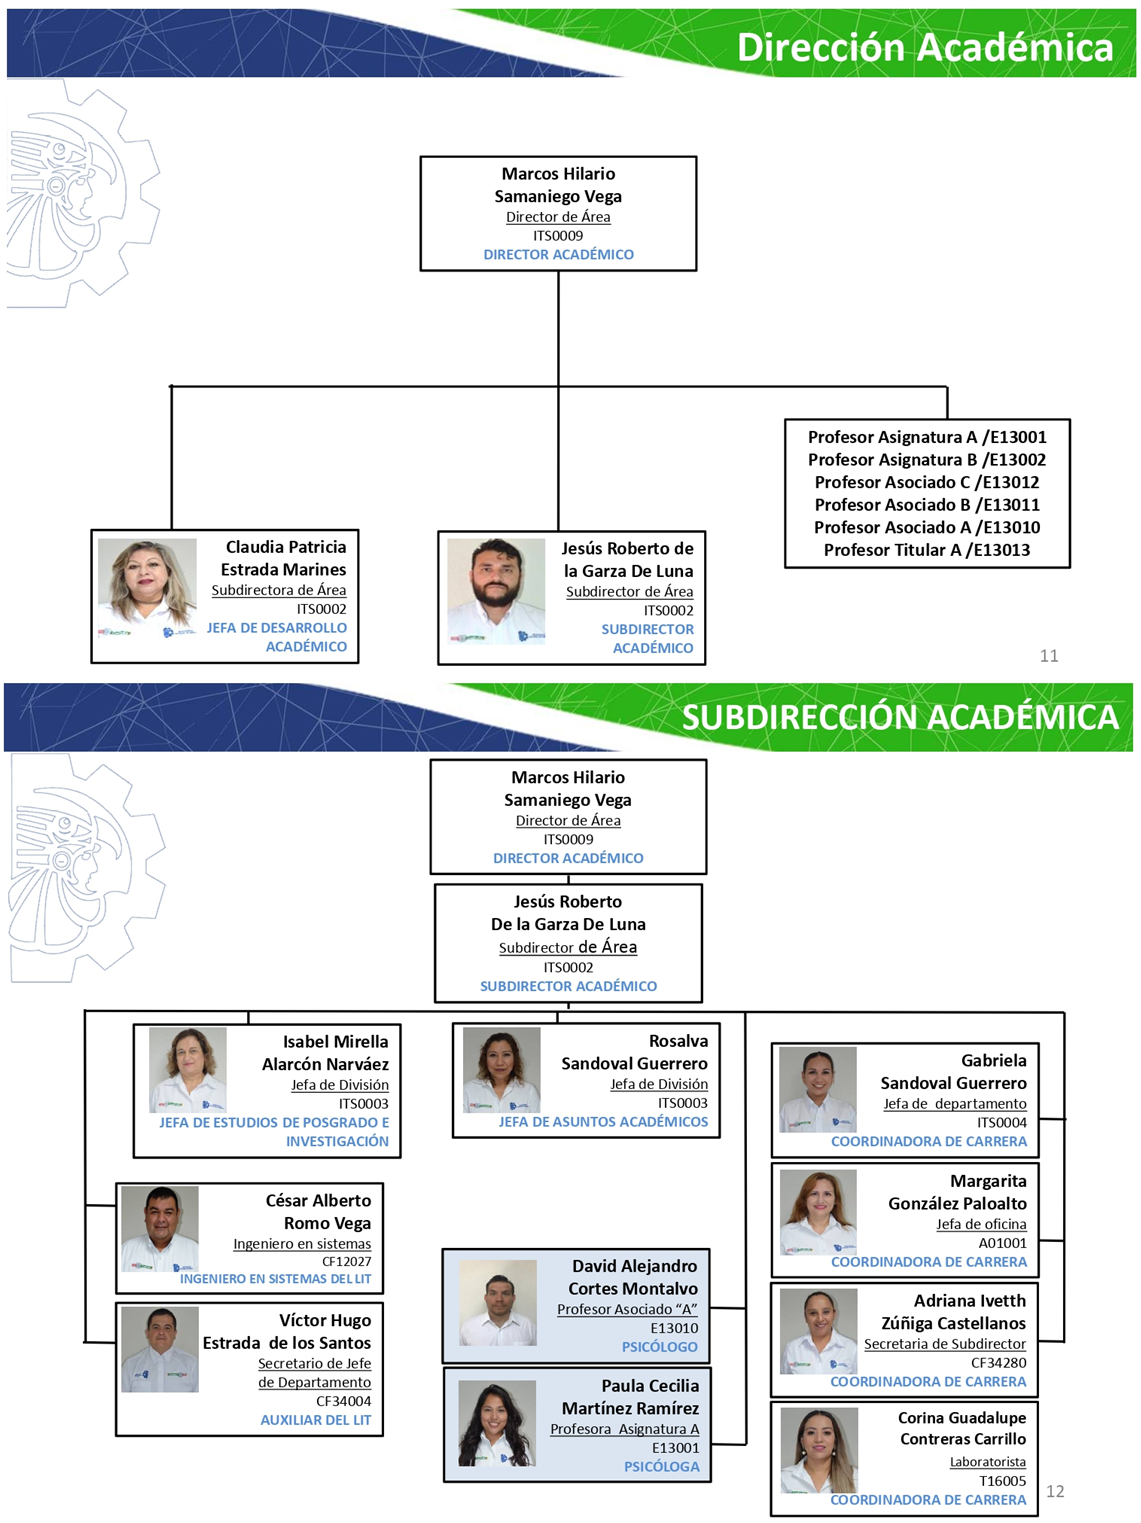 Dirección Académica
Marcos Hilario
Samaniego Vega
Director de Área
ITS0009
DIRECTOR ACADÉMICO
Profesor Asignatura A /E13001
Profesor Asignatura B /E13002
Profesor Asociado C /E13012
Profesor Asociado B /E13011
Profesor Asociado A /E13010
Profesor Titular A /E13013
Claudia Patricia
Estrada Marines
Subdirectora de Área
ITS0002
JEFA DE DESARROLLO
ACADÉMICO
Jesús Roberto de
la Garza De Luna
Subdirector de Área
ITS0002
SUBDIRECTOR
ACADÉMICO
11
SUBDIRECCIÓN ACADÉMICA
Marcos Hilario
Samaniego Vega
Director de Área
ITS0009
DIRECTOR ACADÉMICO
Jesús Roberto
De la Garza De Luna
Subdirector de Área
ITS0002
SUBDIRECTOR ACADÉMICO
Isabel Mirella
Alarcón Narváez
Jefa de División
ITS0003
JEFA DE ESTUDIOS DE POSGRADO E
INVESTIGACIÓN
Rosalva
Sandoval Guerrero
Jefa de División
ITS0003
JEFA DE ASUNTOS ACADÉMICOS
Gabriela
Sandoval Guerrero
Jefa de departamento
ITS0004
COORDINADORA DE CARRERA
César Alberto
Romo Vega
Ingeniero en sistemas
CF12027
INGENIERO EN SISTEMAS DEL LIT
Margarita
González Paloalto
Jefa de oficina
A01001
COORDINADORA DE CARRERA
David Alejandro
Cortes Montalvo
Profesor Asociado “A”
E13010
PSICÓLOGO
Víctor Hugo
Estrada de los Santos
Secretario de Jefe
de Departamento
CF34004
AUXILIAR DEL LIT
Adriana Ivetth
Zúñiga Castellanos
Secretaria de Subdirector
CF34280
COORDINADORA DE CARRERA
Paula Cecilia
Martínez Ramírez
Profesora Asignatura A
E13001
PSICÓLOGA
Corina Guadalupe
Contreras Carrillo
Laboratorista
T16005
COORDINADORA DE CARRERA
12